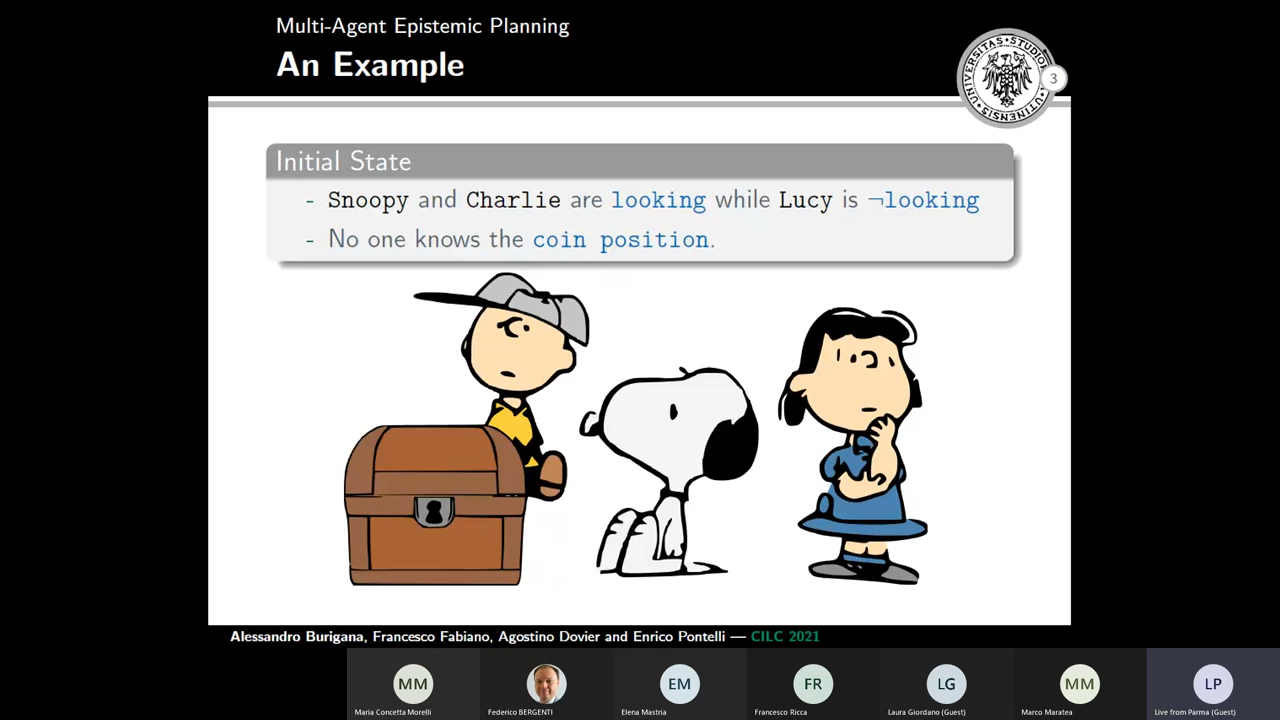 Multi-Agent Epistemic Planning
An Example
UNIVERSITAS STUDIORUM UTINENSIS
3
Initial State
- Snoopy and Charlie are looking while Lucy is ¬looking
- No one knows the coin position.
Alessandro Burigana, Francesco Fabiano, Agostino Dovier and Enrico Pontelli — CILC 2021
MM
EM
FR
LG
MM
LP
Maria Concetta Morelli
Federico BERGENTI
Elena Mastria
Francesco Ricca
Laura Giordano (Guest)
Marco Maratea
Live from Parma (Guest)